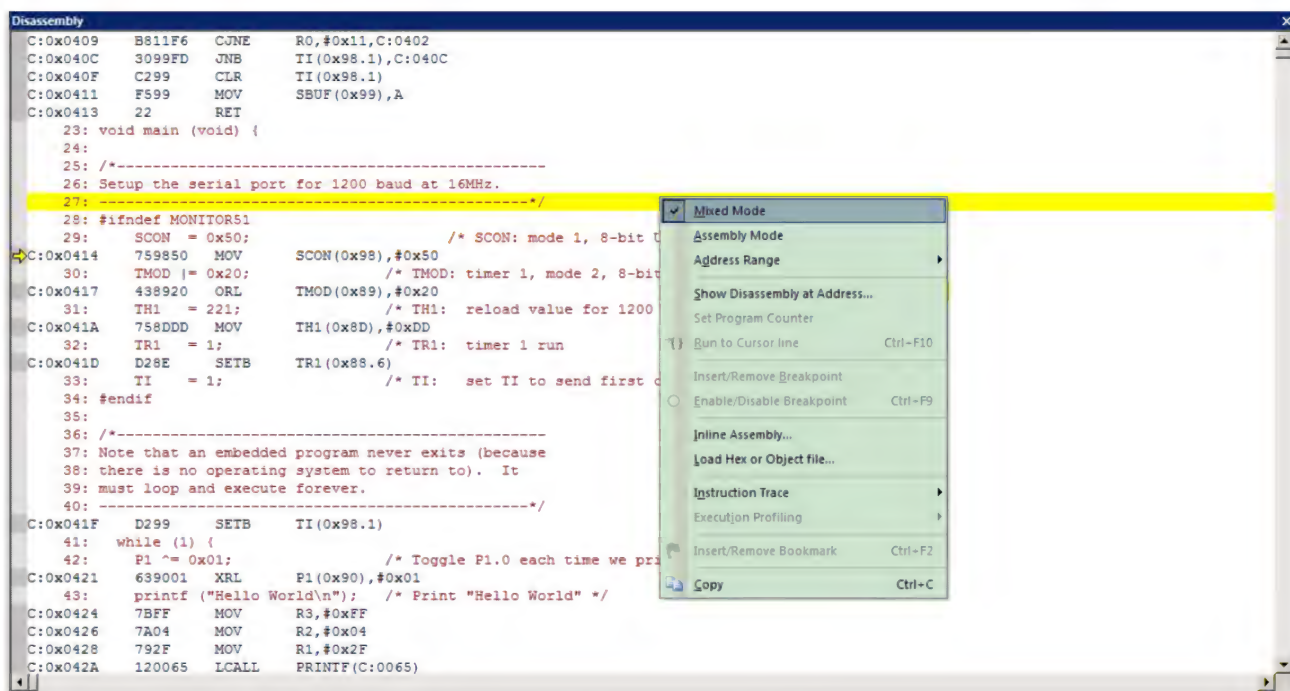 Disassembly
C:0x0409 B811F6 CJNE R0,#0x11,C:0402
C:0x040C 3099FD JNB TI(0x98.1),C:040C
C:0x040F C299 CLR TI(0x98.1)
C:0x0411 F599 MOV SBUF(0x99),A
C:0x0413 22 RET
23: void main (void) {
24:
25: /*------------------------------------------------
26: Setup the serial port for 1200 baud at 16MHz.
27: ------------------------------------------------*/
28: #ifndef MONITOR51
29: SCON = 0x50; /* SCON: mode 1, 8-bit
C:0x0414 759850 MOV SCON(0x98),#0x50
30: TMOD |= 0x20; /* TMOD: timer 1, mode 2, 8-bit
C:0x0417 438920 ORL TMOD(0x89),#0x20
31: TH1 = 221; /* TH1: reload value for 1200
C:0x041A 758DDD MOV TH1(0x8D),#0xDD
32: TR1 = 1; /* TR1: timer 1 run
C:0x041D D28E SETB TR1(0x88.6)
33: TI = 1; /* TI: set TI to send first
34: #endif
35:
36: /*------------------------------------------------
37: Note that an embedded program never exits (because
38: there is no operating system to return to). It
39: must loop and execute forever.
40: ------------------------------------------------*/
C:0x041F D299 SETB TI(0x98.1)
41: while (1) {
42: P1 ^= 0x01; /* Toggle P1.0 each time we pri
C:0x0421 639001 XRL P1(0x90),#0x01
43: printf ("Hello World\n"); /* Print "Hello World" */
C:0x0424 7BFF MOV R3,#0xFF
C:0x0426 7A04 MOV R2,#0x04
C:0x0428 792F MOV R1,#0x2F
C:0x042A 120065 LCALL PRINTF(C:0065)
Mixed Mode
Assembly Mode
Address Range
Show Disassembly at Address...
Set Program Counter
Run to Cursor line Ctrl+F10
Insert/Remove Breakpoint
Enable/Disable Breakpoint Ctrl+F9
Inline Assembly...
Load Hex or Object file...
Instruction Trace
Execution Profiling
Insert/Remove Bookmark Ctrl+F2
Copy Ctrl+C